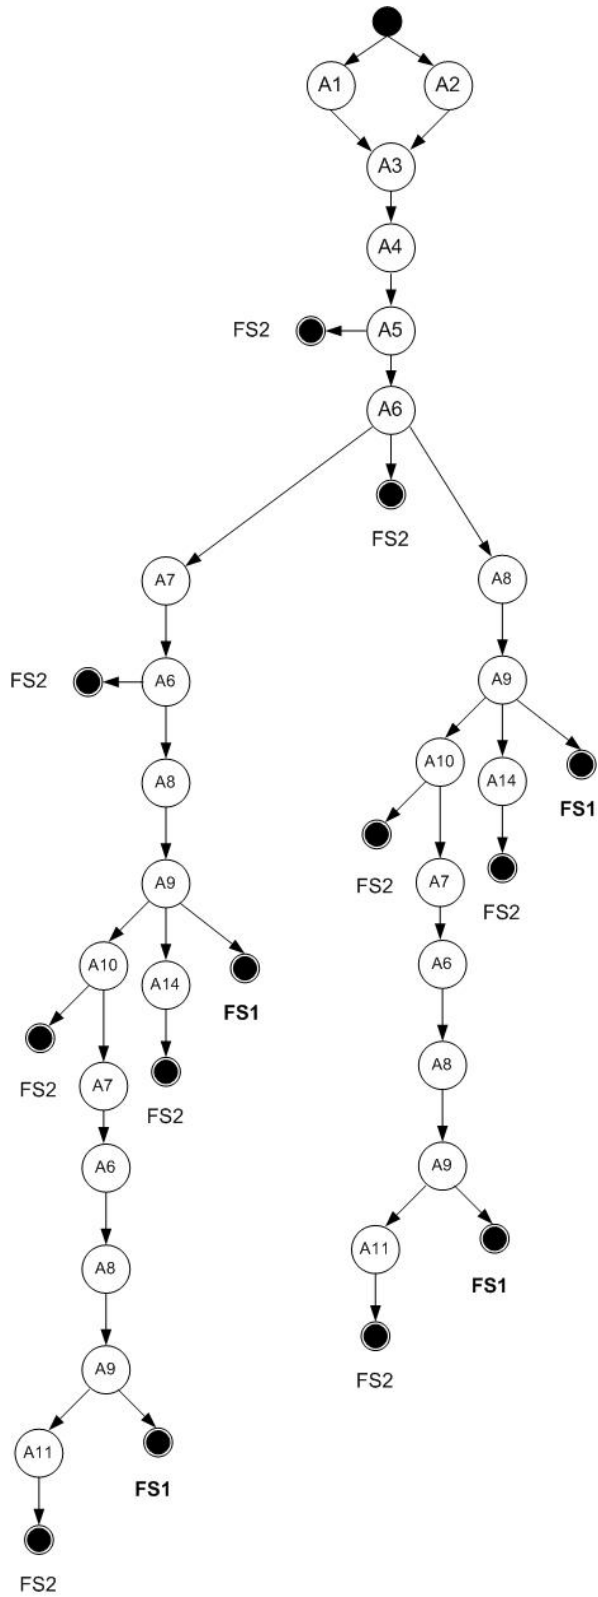 A1 A2
A3
A4
FS2 A5
A6
FS2
A7 A8
FS2 A6 A9
A10 A14
A8 FS1
A9 FS2 A7 FS2
A10 A14 A6
FS1
FS2 A7 FS2 A8
A6 A9
A11
A8 FS1
A9 FS2
A11
FS1
FS2